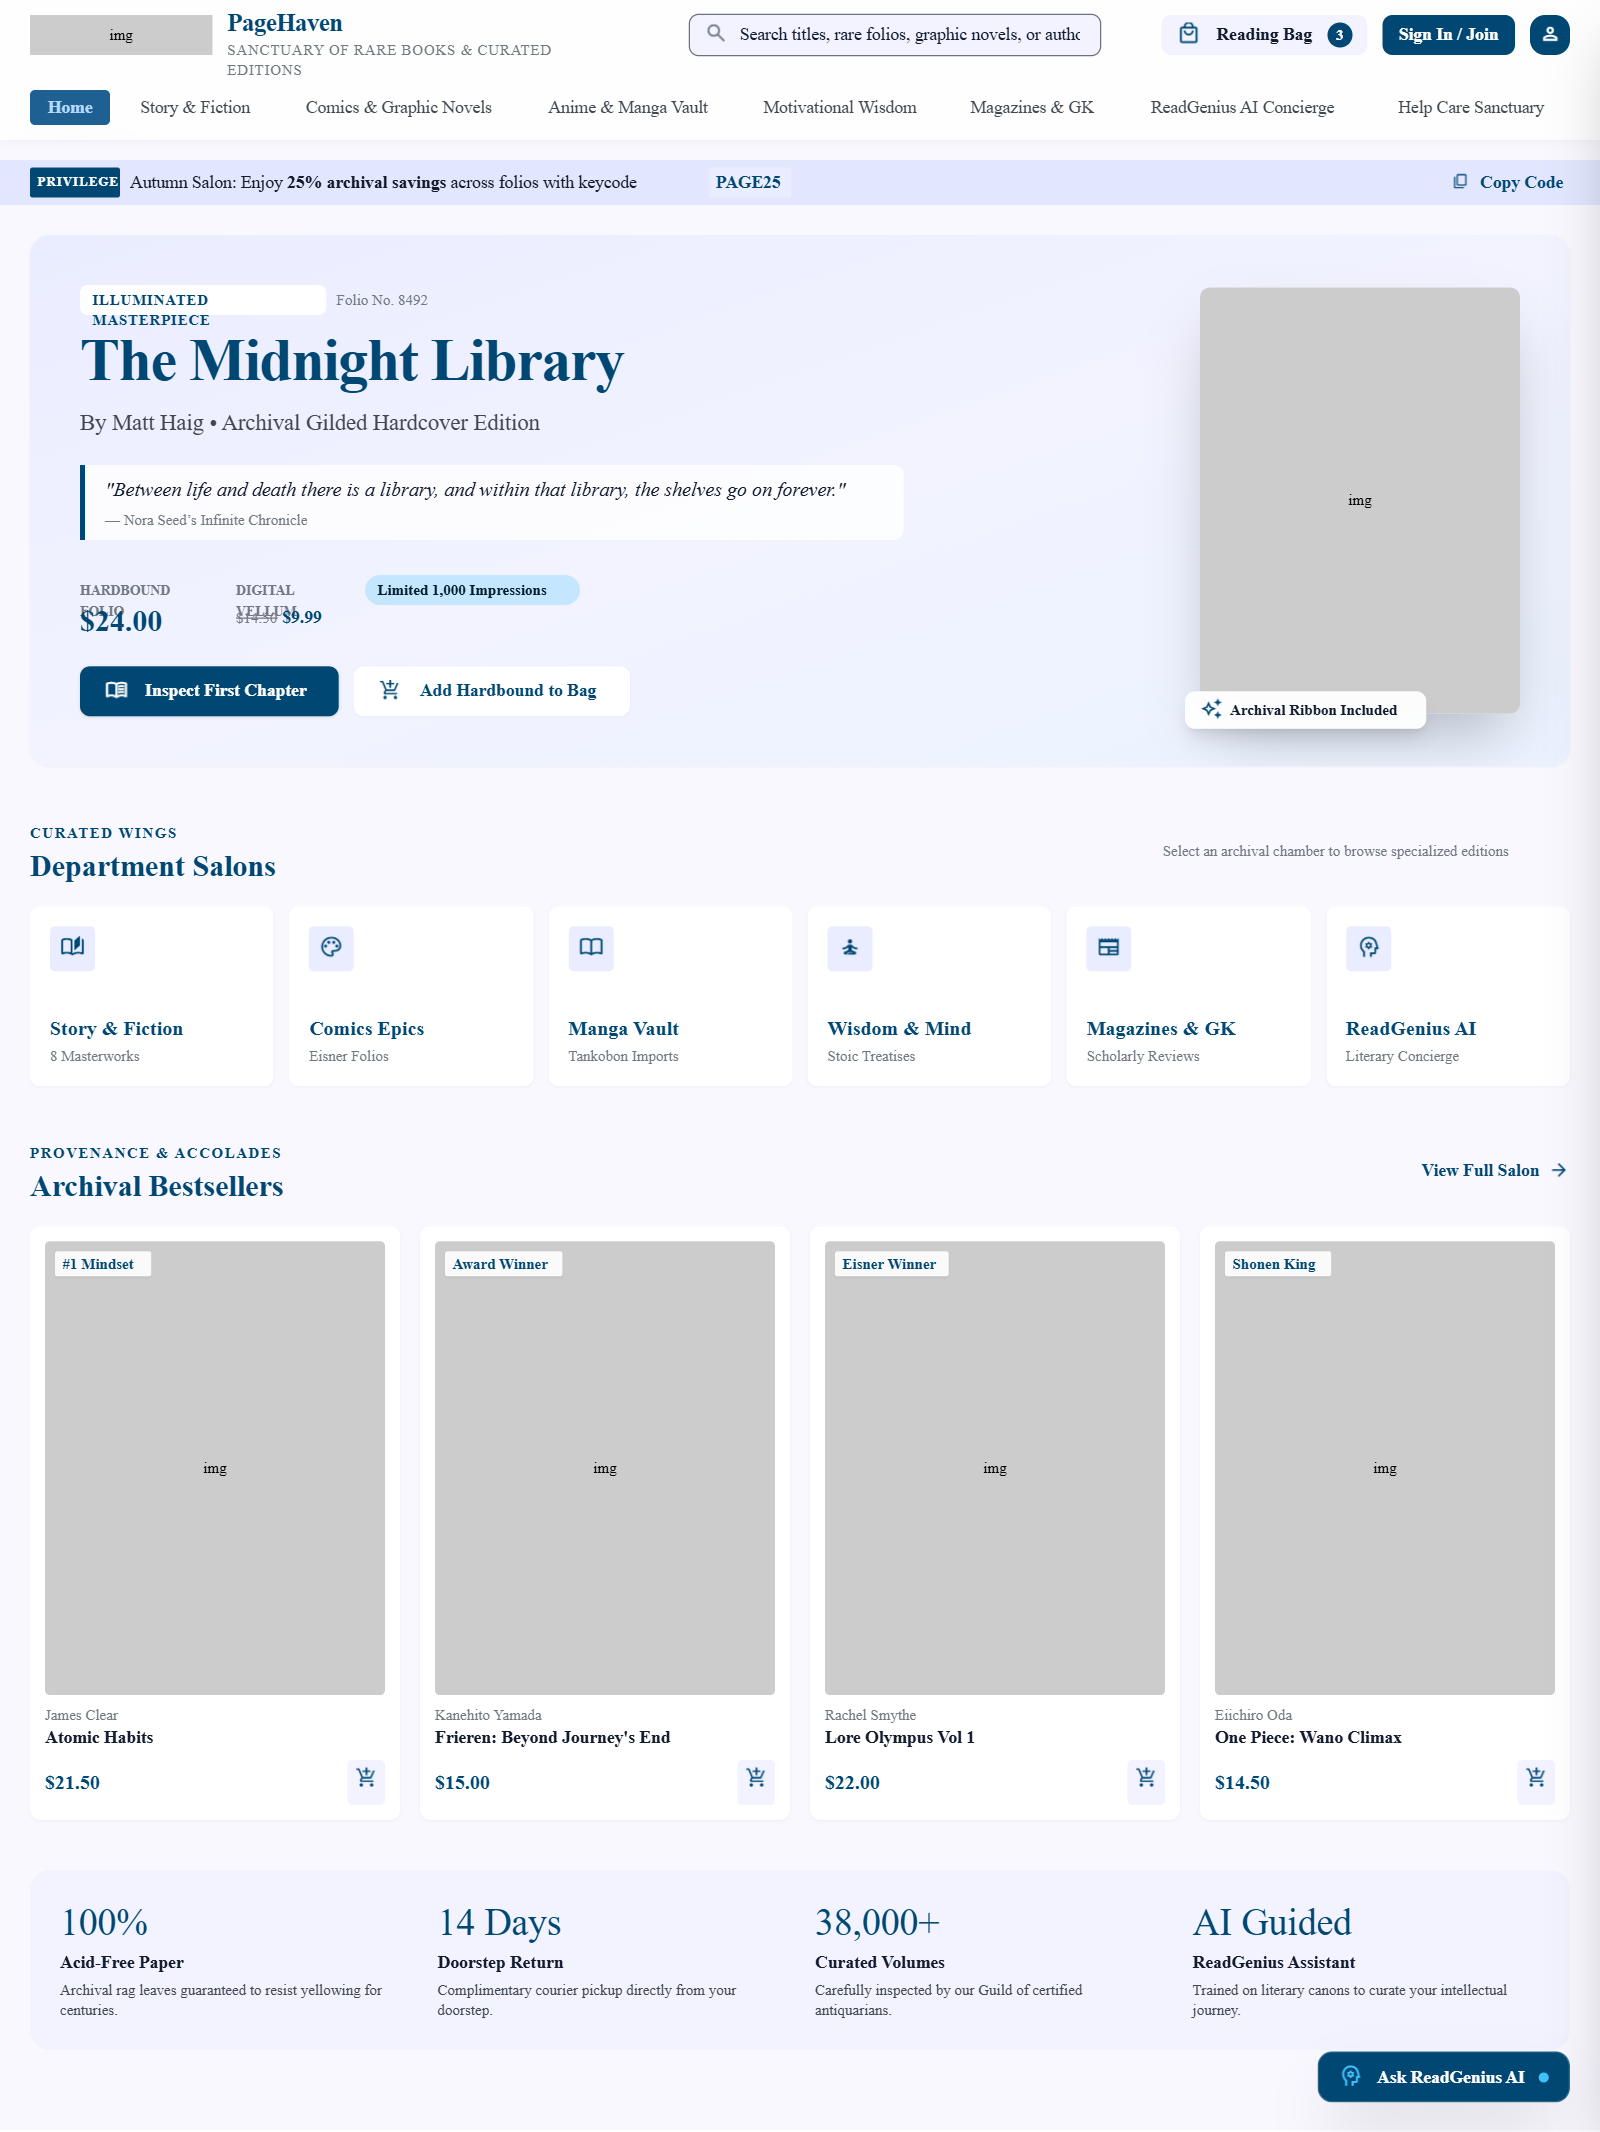 img
PageHaven
SANCTUARY OF RARE BOOKS & CURATED
EDITIONS
Search titles, rare folios, graphic novels, or autho
Reading Bag 3
Sign In / Join
Home
Story & Fiction
Comics & Graphic Novels
Anime & Manga Vault
Motivational Wisdom
Magazines & GK
ReadGenius AI Concierge
Help Care Sanctuary
PRIVILEGE
Autumn Salon: Enjoy 25% archival savings across folios with keycode
PAGE25
Copy Code
ILLUMINATED
MASTERPIECE
Folio No. 8492
The Midnight Library
By Matt Haig • Archival Gilded Hardcover Edition
"Between life and death there is a library, and within that library, the shelves go on forever."
— Nora Seed’s Infinite Chronicle
HARDBOUND
FOLIO
$24.00
DIGITAL
VELLUM
$14.50 $9.99
Limited 1,000 Impressions
Inspect First Chapter
Add Hardbound to Bag
img
Archival Ribbon Included
CURATED WINGS
Department Salons
Select an archival chamber to browse specialized editions
Story & Fiction
8 Masterworks
Comics Epics
Eisner Folios
Manga Vault
Tankobon Imports
Wisdom & Mind
Stoic Treatises
Magazines & GK
Scholarly Reviews
ReadGenius AI
Literary Concierge
PROVENANCE & ACCOLADES
Archival Bestsellers
View Full Salon
#1 Mindset
img
James Clear
Atomic Habits
$21.50
Award Winner
img
Kanehito Yamada
Frieren: Beyond Journey's End
$15.00
Eisner Winner
img
Rachel Smythe
Lore Olympus Vol 1
$22.00
Shonen King
img
Eiichiro Oda
One Piece: Wano Climax
$14.50
100%
Acid-Free Paper
Archival rag leaves guaranteed to resist yellowing for
centuries.
14 Days
Doorstep Return
Complimentary courier pickup directly from your
doorstep.
38,000+
Curated Volumes
Carefully inspected by our Guild of certified
antiquarians.
AI Guided
ReadGenius Assistant
Trained on literary canons to curate your intellectual
journey.
Ask ReadGenius AI